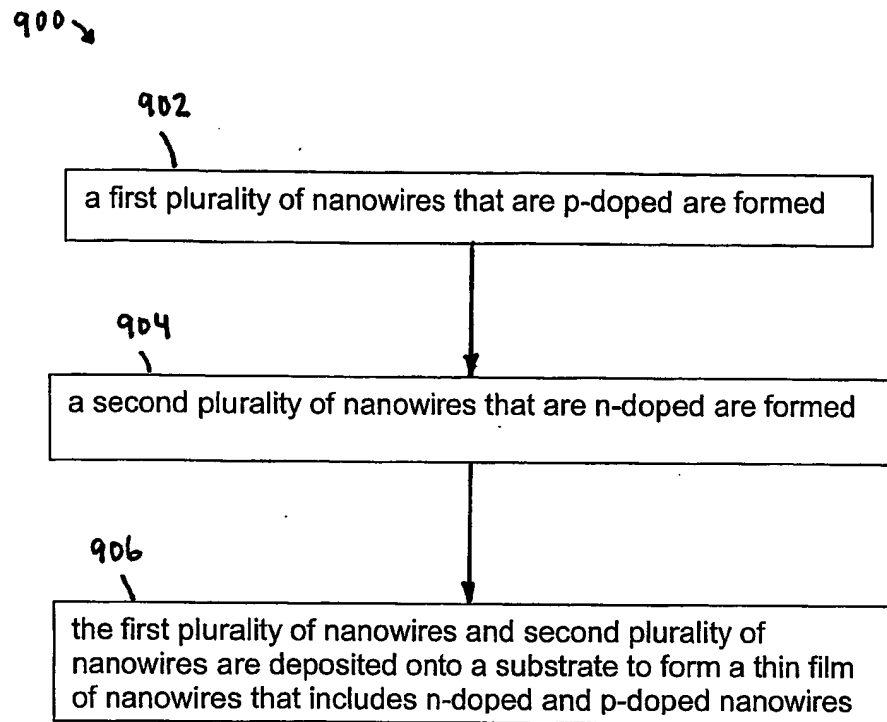 900
902
a first plurality of nanowires that are p-doped are formed
904
a second plurality of nanowires that are n-doped are formed
906
the first plurality of nanowires and second plurality of
nanowires are deposited onto a substrate to form a thin film
of nanowires that includes n-doped and p-doped nanowires